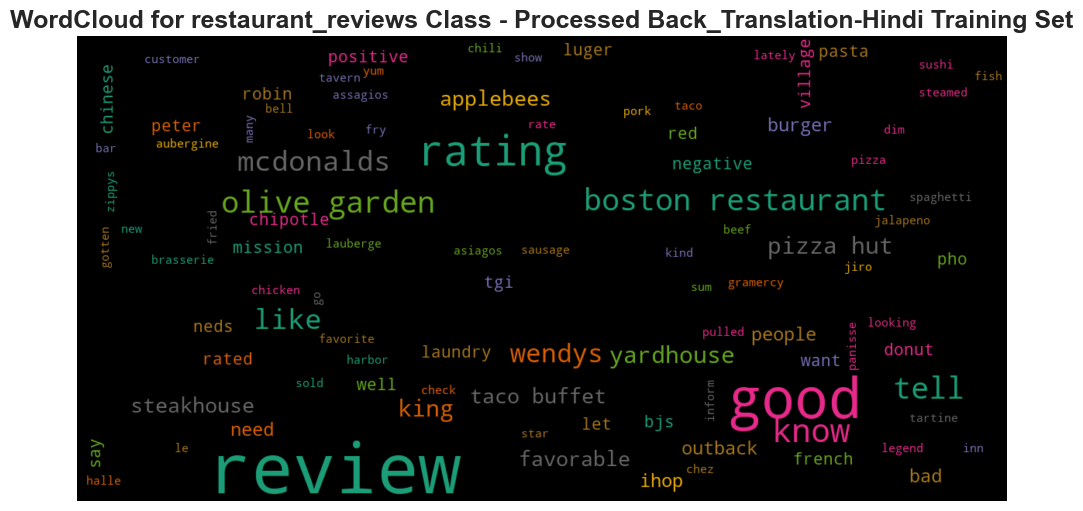 WordCloud for restaurant_reviews Class - Processed Back_Translation-Hindi Training Set
customer
chinese
positive
chili
show
luger
village
lately
pasta
sushi
fish
tavern
yum
robin
bell
assagios
applebees
steamed
peter
many
look
fry
rate
pork
taco
red
burger
dim
bar
aubergine
mcdonalds
rating
negative
pizza
zippys
olive garden
boston restaurant
spaghetti
new
fried
chipotle
jalapeno
gotten
mission
lauberge
asiagos
sausage
beef
kind
pizza hut
pho
brasserie
jiro
chicken
go
tgi
sum
gramercy
neds
like
favorite
pulled
people
panisse
looking
rated
harbor
laundry
wendys
yardhouse
want
donut
sold
well
check
taco buffet
inform
good
tell
steakhouse
king
tartine
need
star
let
bjs
know
say
le
review
favorable
outback
french
legend
inn
halle
chez
ihop
bad